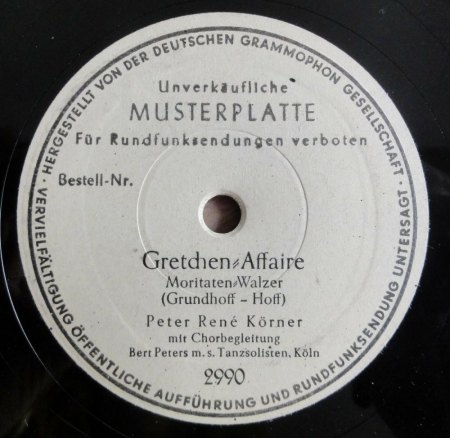 · HERGESTELLT VON DER DEUTSCHEN GRAMMOPHON GESELLSCHAFT ·
VERVIELFÄLTIGUNG ÖFFENTLICHE AUFFÜHRUNG UND RUNDFUNKSENDUNG UNTERSAGT
Unverkäufliche
MUSTERPLATTE
Für Rundfunksendungen verboten
Bestell-Nr.
Gretchen-Affaire
Moritaten-Walzer
(Grundhoff - Hoff)
Peter René Körner
mit Chorbegleitung
Bert Peters m. s. Tanzsolisten, Köln
2990